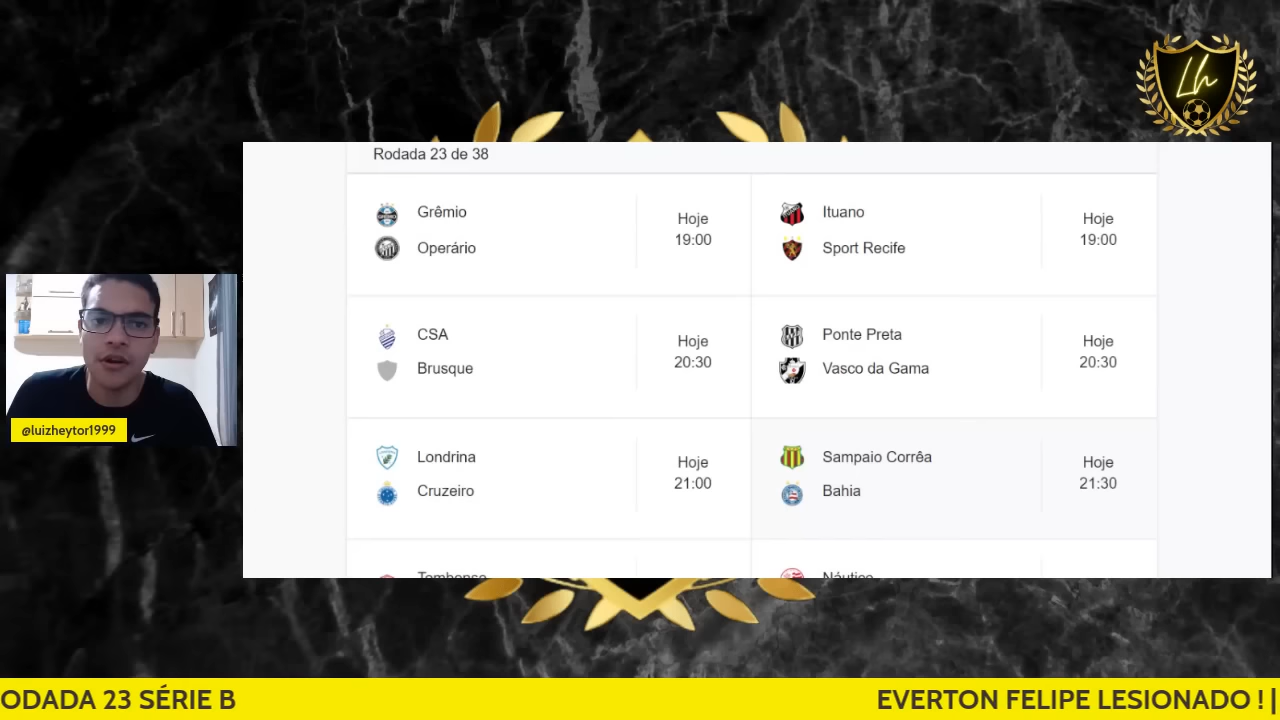 Lh
Rodada 23 de 38
Grêmio
Operário
Hoje
19:00
Ituano
Sport Recife
Hoje
19:00
CSA
Brusque
Hoje
20:30
Ponte Preta
Vasco da Gama
Hoje
20:30
Londrina
Cruzeiro
Hoje
21:00
Sampaio Corrêa
Bahia
Hoje
21:30
Tombense
Náutico
@luizheytor1999
ODADA 23 SÉRIE B
EVERTON FELIPE LESIONADO ! |